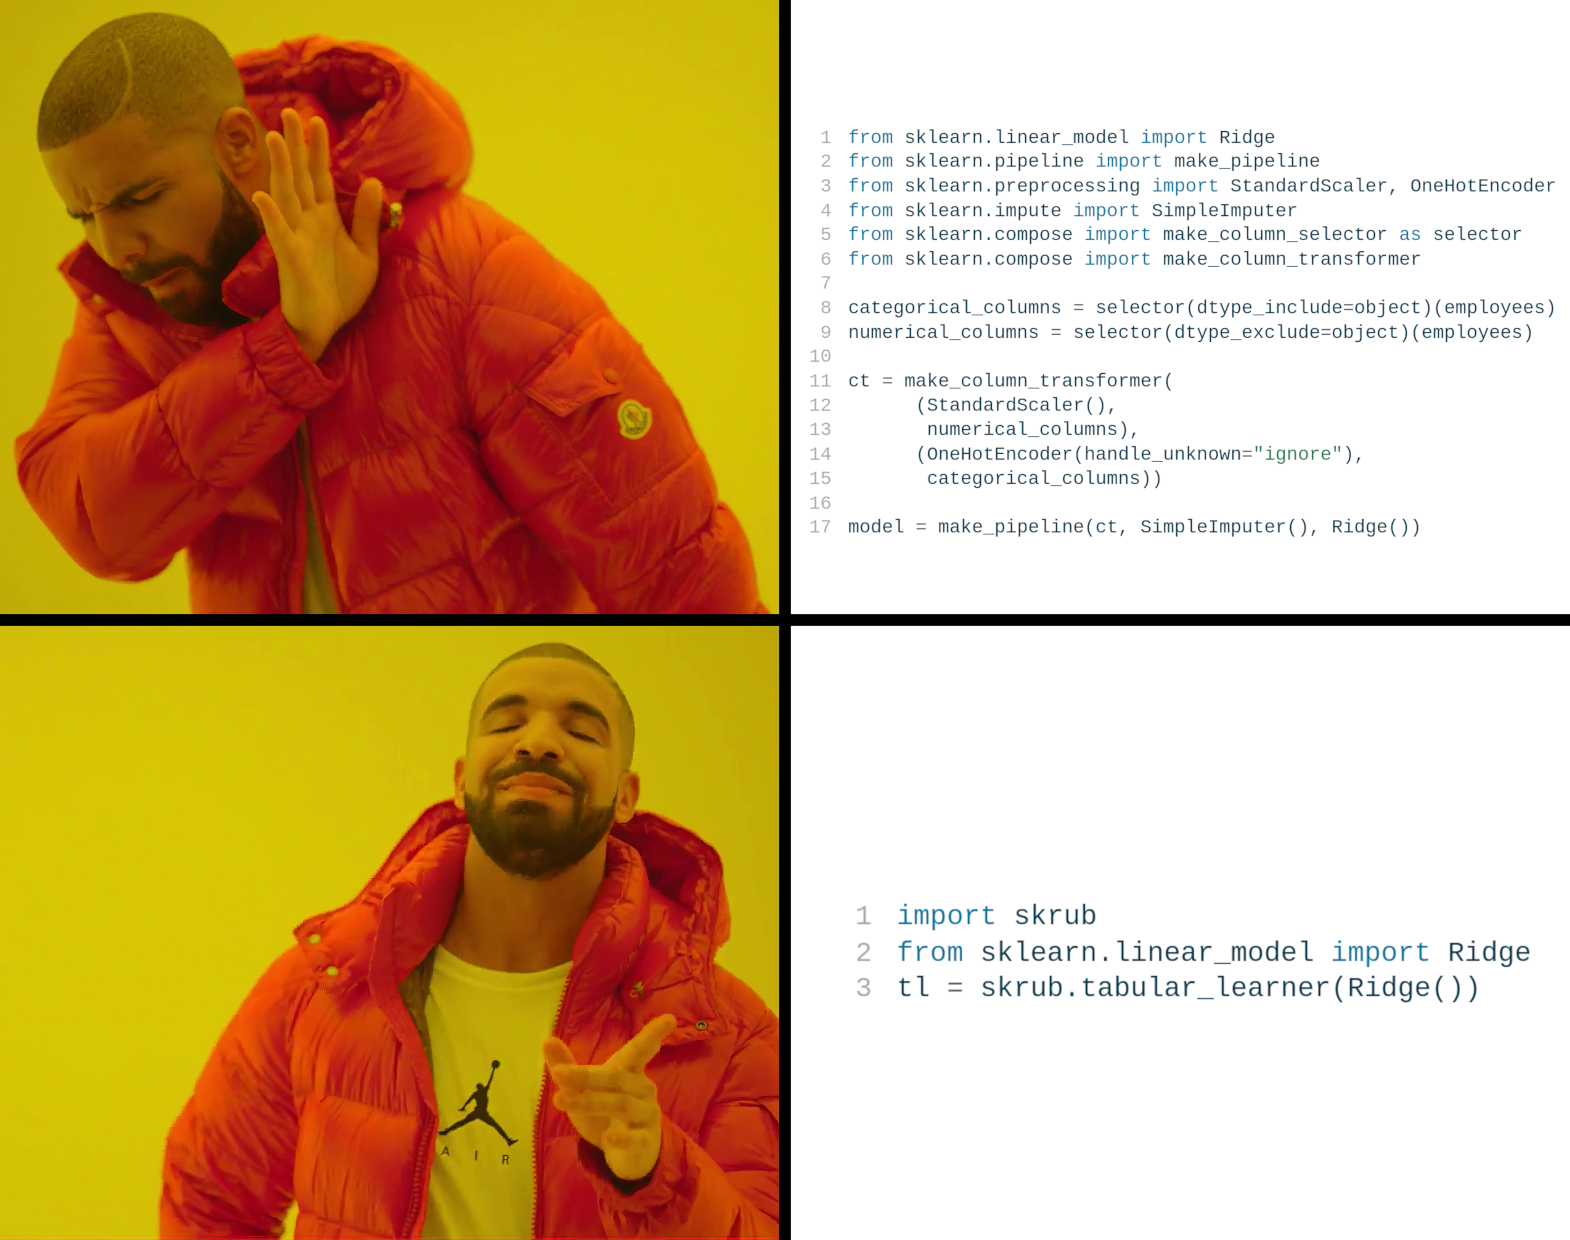 1 from sklearn.linear_model import Ridge
2 from sklearn.pipeline import make_pipeline
3 from sklearn.preprocessing import StandardScaler, OneHotEncoder
4 from sklearn.impute import SimpleImputer
5 from sklearn.compose import make_column_selector as selector
6 from sklearn.compose import make_column_transformer
7
8 categorical_columns = selector(dtype_include=object)(employees)
9 numerical_columns = selector(dtype_exclude=object)(employees)
10
11 ct = make_column_transformer(
12       (StandardScaler(),
13        numerical_columns),
14       (OneHotEncoder(handle_unknown="ignore"),
15        categorical_columns))
16
17 model = make_pipeline(ct, SimpleImputer(), Ridge())
AIR
1 import skrub
2 from sklearn.linear_model import Ridge
3 tl = skrub.tabular_learner(Ridge())